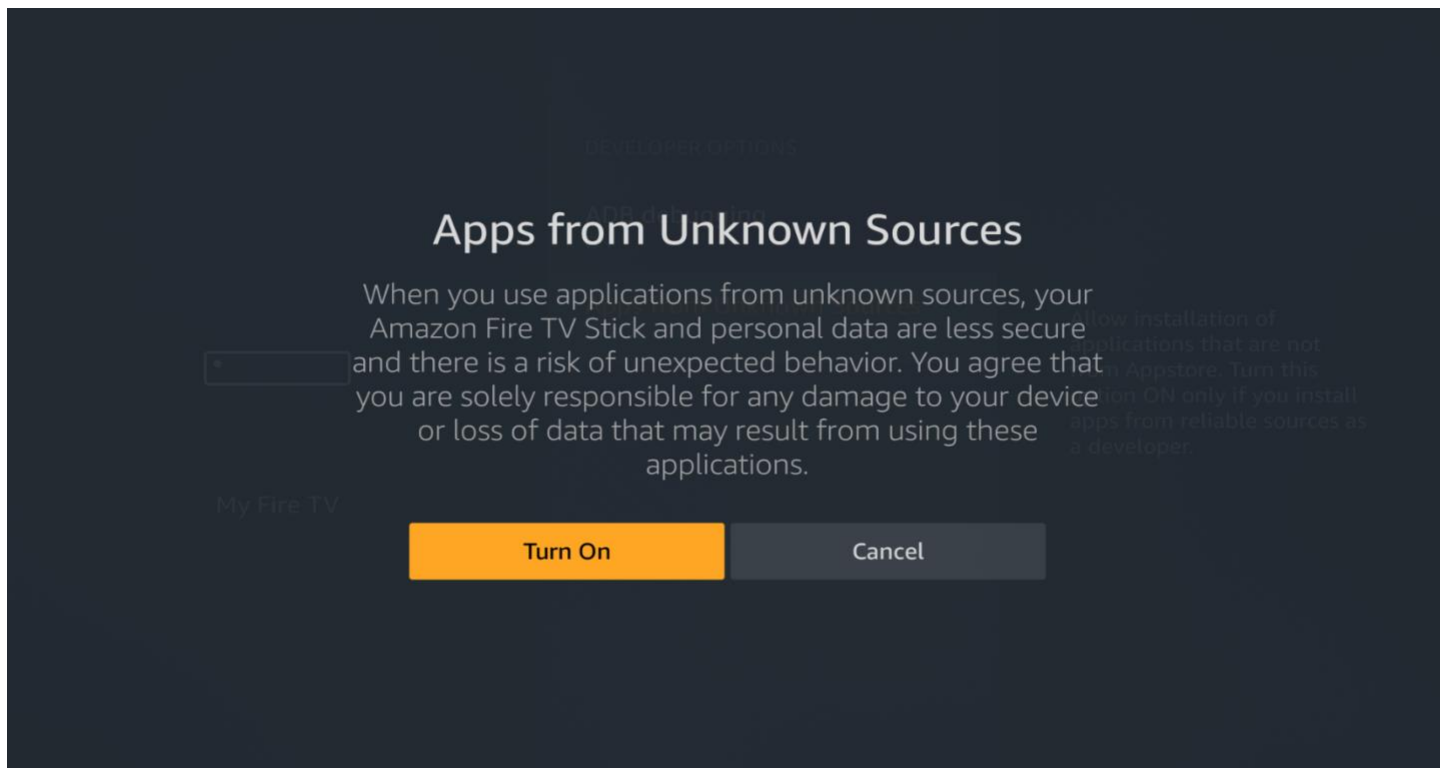 DEVELOPER OPTIONS
ADB debugging
Apps from Unknown Sources
When you use applications from unknown sources, your
Amazon Fire TV Stick and personal data are less secure
and there is a risk of unexpected behavior. You agree that
you are solely responsible for any damage to your device
or loss of data that may result from using these
applications.
Allow installation of
applications that are not
Appstore. Turn this
ON only if you install
apps from reliable sources as
a developer.
My Fire TV
Turn On
Cancel